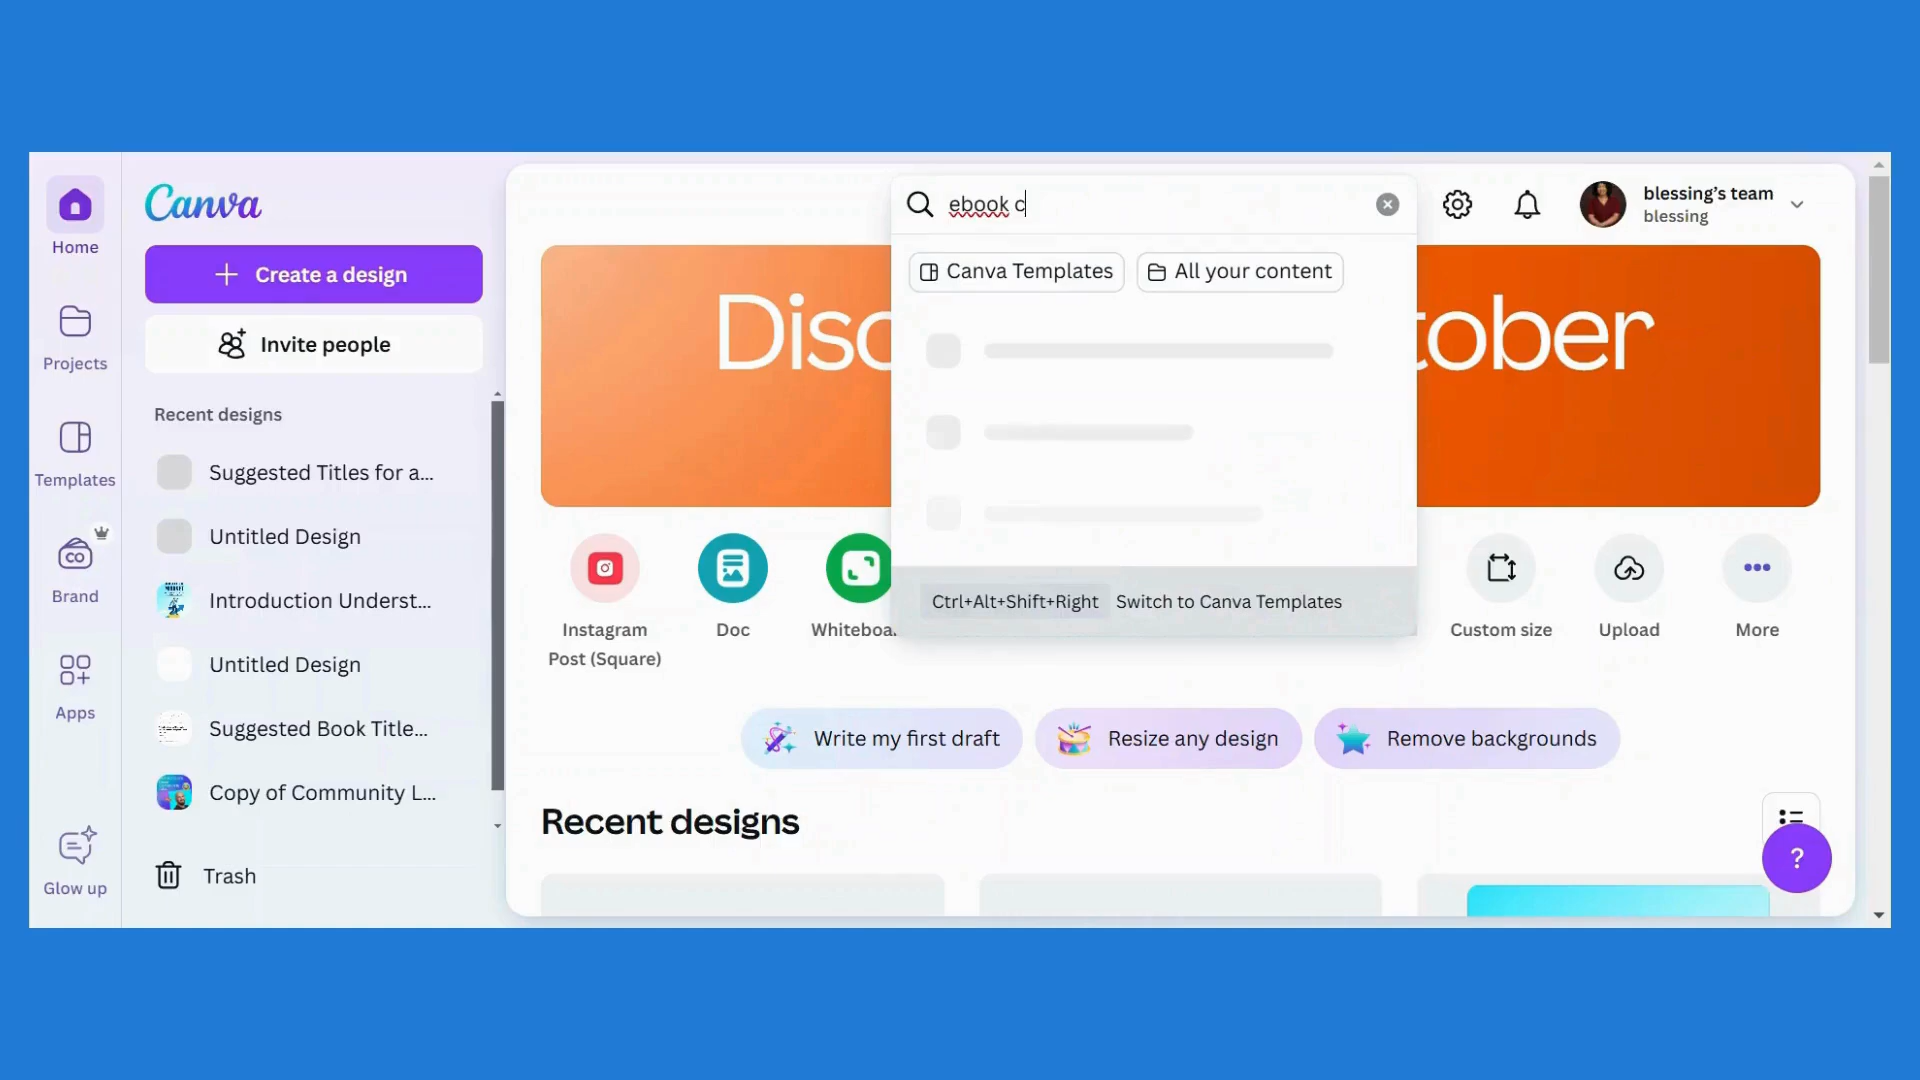 Home
Projects
Templates
CO
Brand
Apps
Glow up
Canva
Create a design
Invite people
Recent designs
Suggested Titles for a...
Untitled Design
Introduction Underst...
Untitled Design
Suggested Book Title...
Copy of Community L...
Trash
ebook c
blessing's team
blessing
Disc
tober
Canva Templates
All your content
Ctrl+Alt+Shift+Right Switch to Canva Templates
Instagram
Post (Square)
Doc
Whiteboa
Custom size
Upload
More
Write my first draft
Resize any design
Remove backgrounds
Recent designs
?